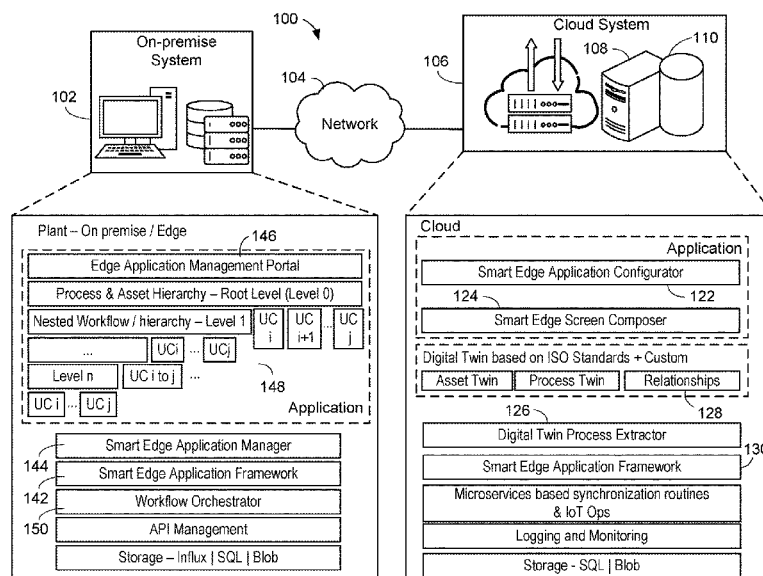 100
On-premise
System
102
104
Network
Cloud System
106
108
110
Plant – On premise / Edge
146
Edge Application Management Portal
Process & Asset Hierarchy – Root Level (Level 0)
Nested Workflow / hierarchy – Level 1
UC i
UC i+1
...
UC j
...
UCi
...
UCj
Level n
UC i to j
...
148
UC i
...
UC j
Application
Smart Edge Application Manager
144
Smart Edge Application Framework
142
Workflow Orchestrator
150
API Management
Storage – Influx | SQL | Blob
Cloud
Application
Smart Edge Application Configurator
124
122
Smart Edge Screen Composer
Digital Twin based on ISO Standards + Custom
Asset Twin
Process Twin
Relationships
126
128
Digital Twin Process Extractor
130
Smart Edge Application Framework
Microservices based synchronization routines
& IoT Ops
Logging and Monitoring
Storage - SQL | Blob